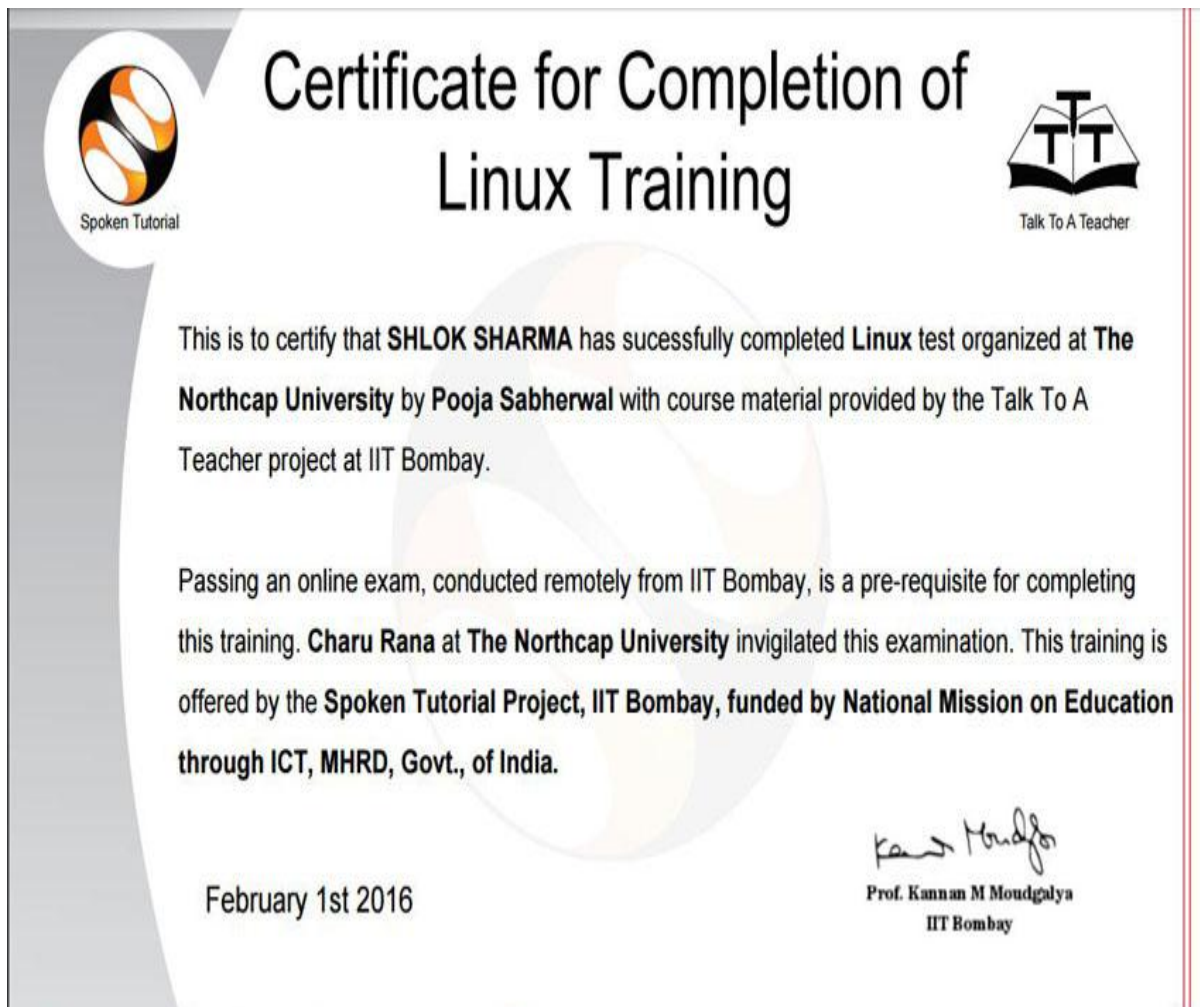 Certificate for Completion of
Linux Training
Spoken Tutorial
TTT
Talk To A Teacher
This is to certify that SHLOK SHARMA has sucessfully completed Linux test organized at The
Northcap University by Pooja Sabherwal with course material provided by the Talk To A
Teacher project at IIT Bombay.
Passing an online exam, conducted remotely from IIT Bombay, is a pre-requisite for completing
this training. Charu Rana at The Northcap University invigilated this examination. This training is
offered by the Spoken Tutorial Project, IIT Bombay, funded by National Mission on Education
through ICT, MHRD, Govt., of India.
February 1st 2016
Prof. Kannan M Moudgalya
IIT Bombay